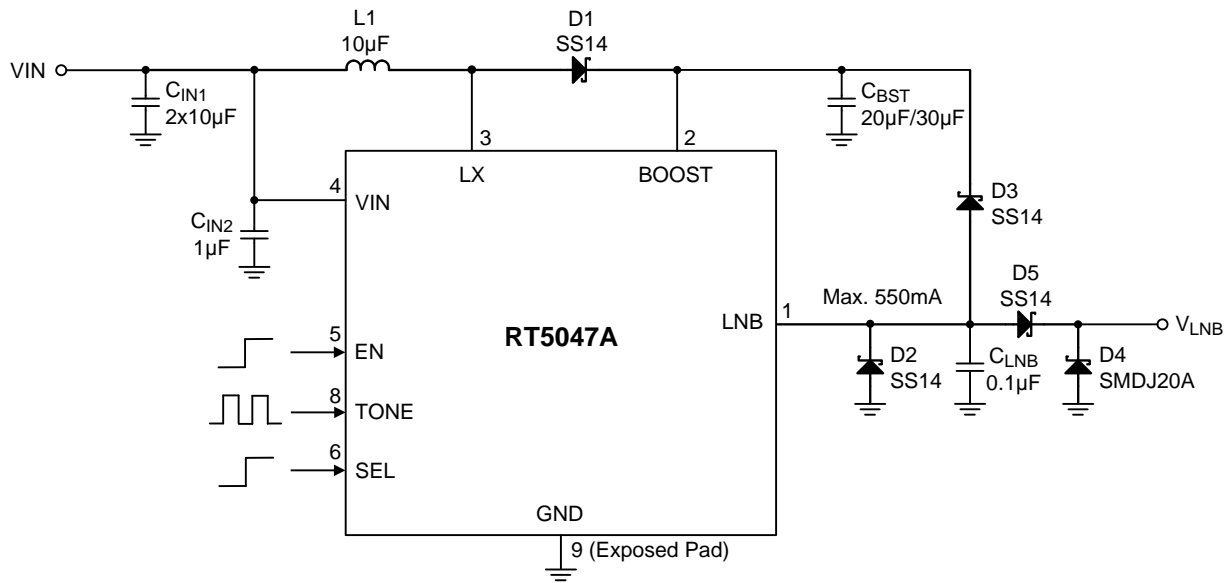 L1
10µF
D1
SS14
VIN
C_IN1
2x10µF
C_BST
20µF/30µF
3
2
LX
BOOST
4
VIN
D3
SS14
C_IN2
1µF
D5
SS14
Max. 550mA
1
LNB
RT5047A
V_LNB
5
EN
D2
SS14
C_LNB
0.1µF
D4
SMDJ20A
8
TONE
6
SEL
GND
9 (Exposed Pad)